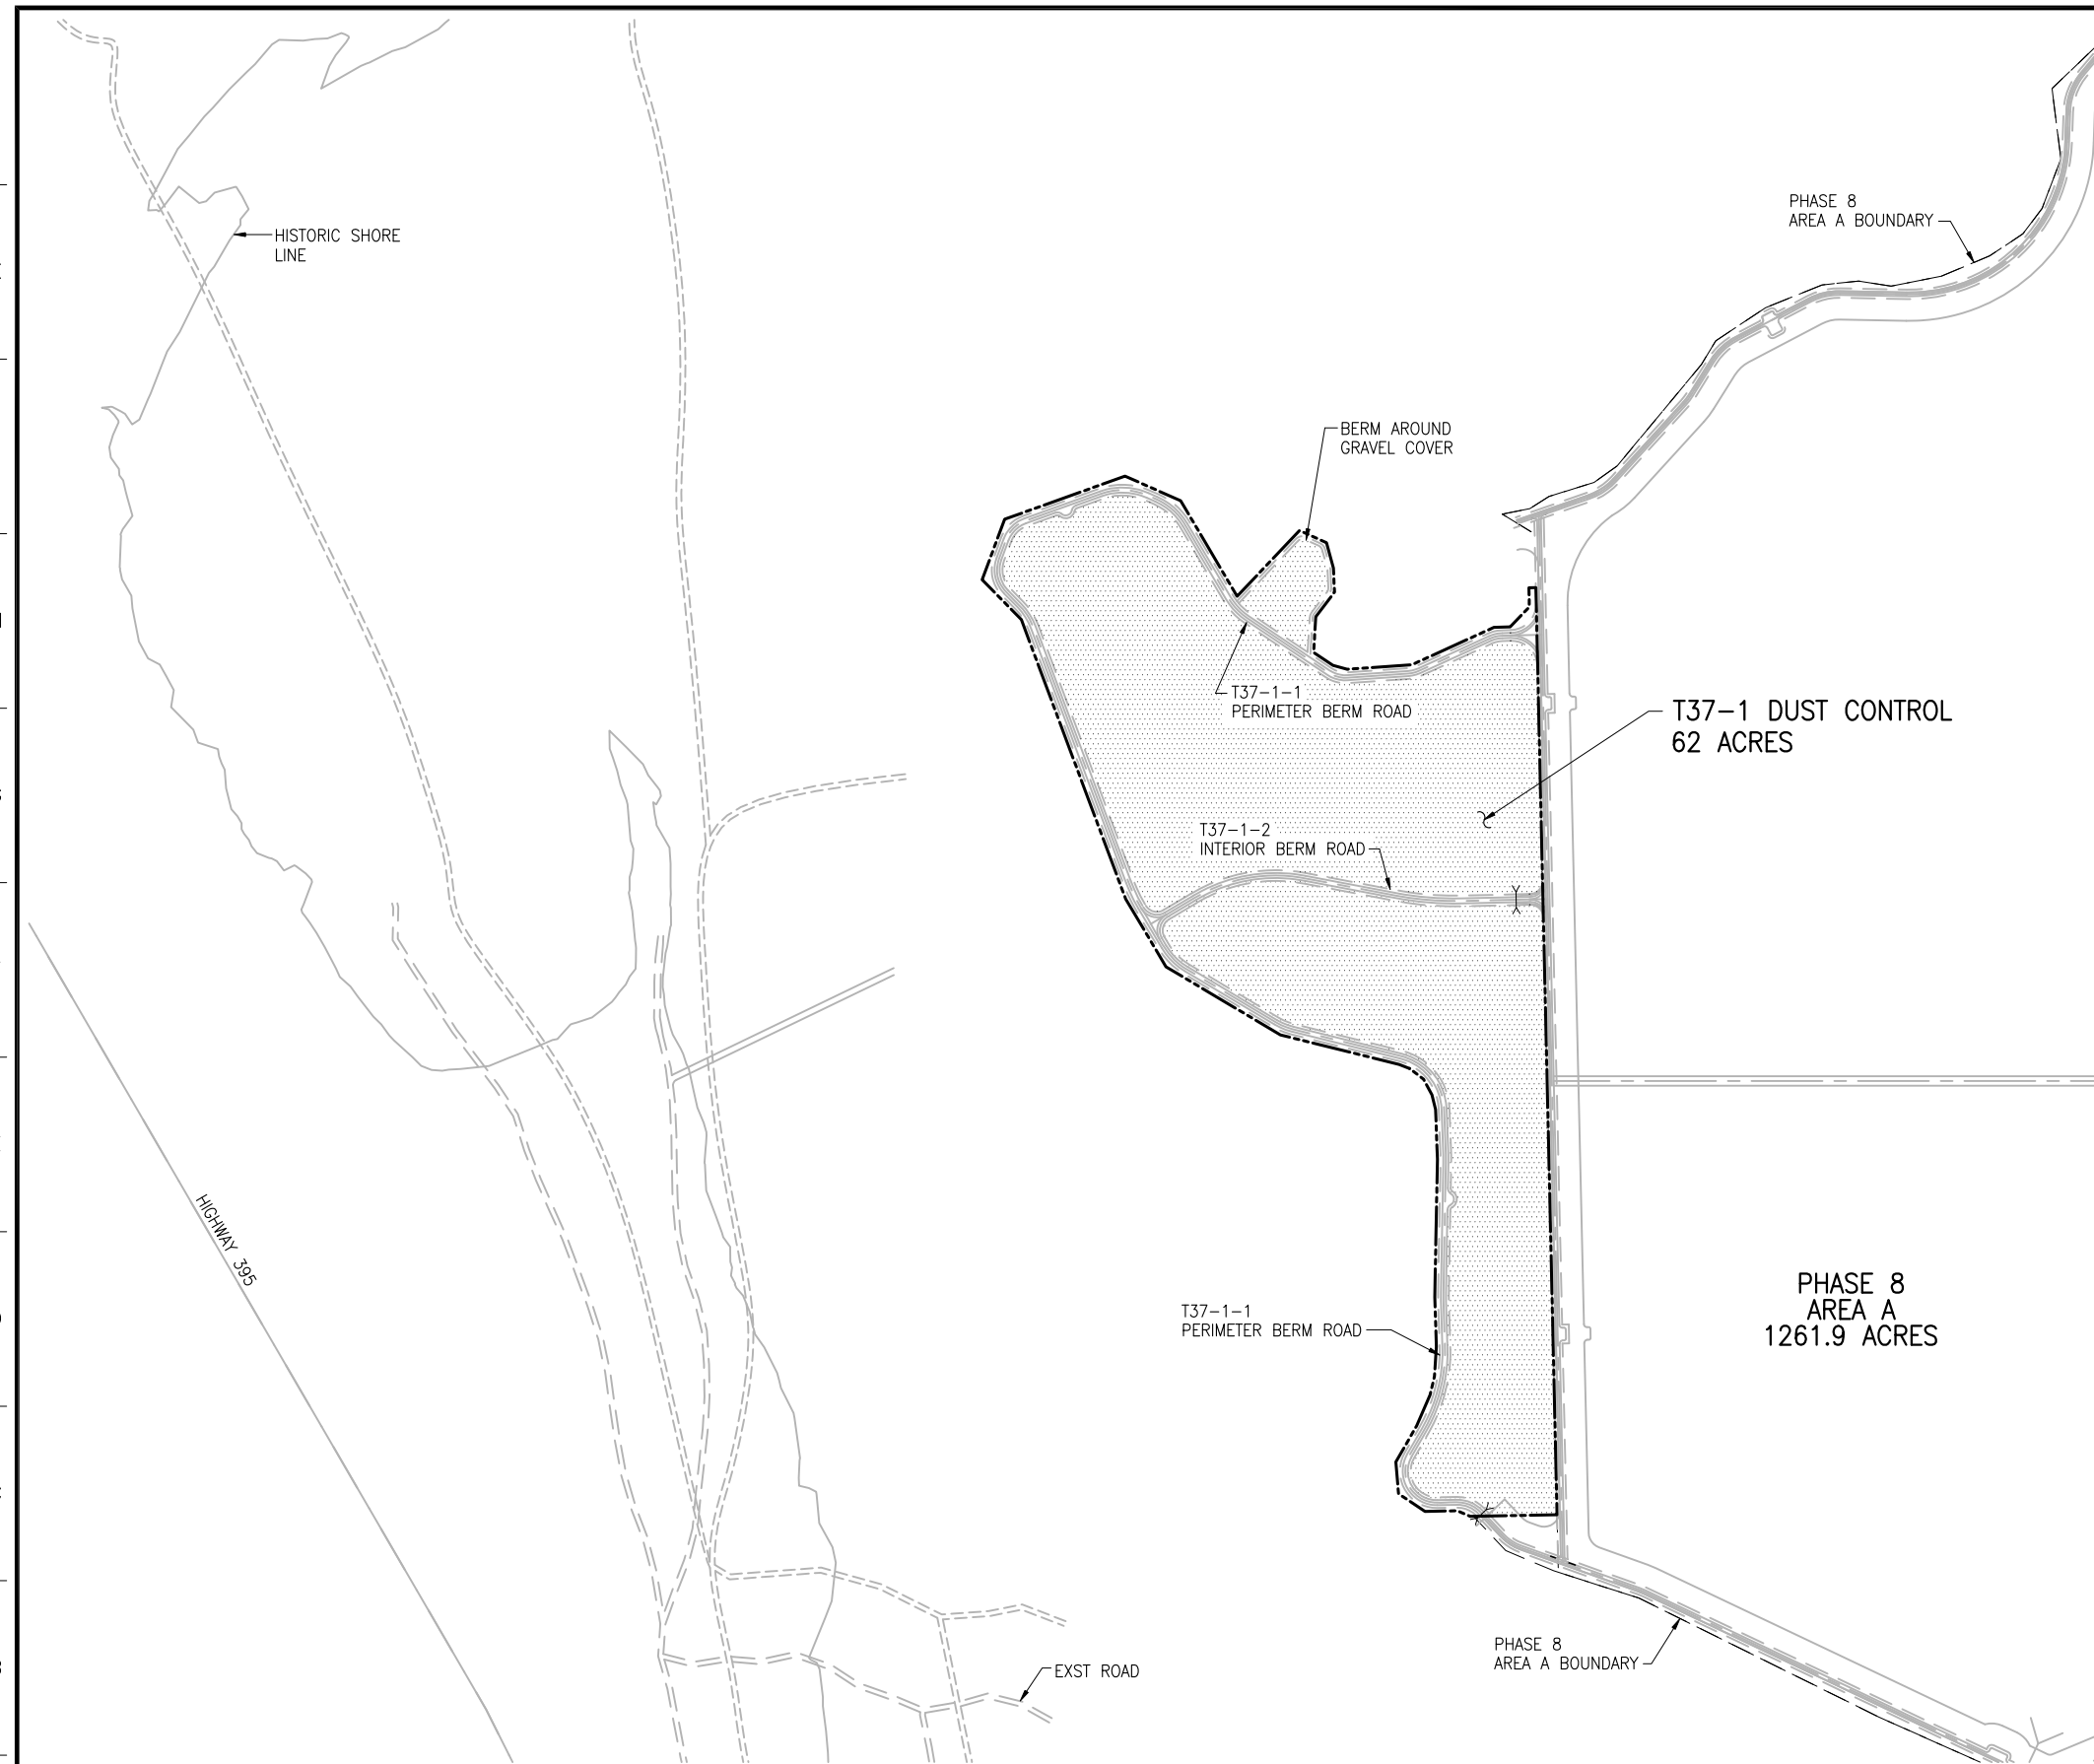 PHASE 8
AREA A BOUNDARY
HISTORIC SHORE
LINE
BERM AROUND
GRAVEL COVER
T37-1-1
PERIMETER BERM ROAD
T37-1 DUST CONTROL
62 ACRES
T37-1-2
INTERIOR BERM ROAD
HIGHWAY 395
PHASE 8
AREA A
1261.9 ACRES
T37-1-1
PERIMETER BERM ROAD
PHASE 8
AREA A BOUNDARY
EXST ROAD